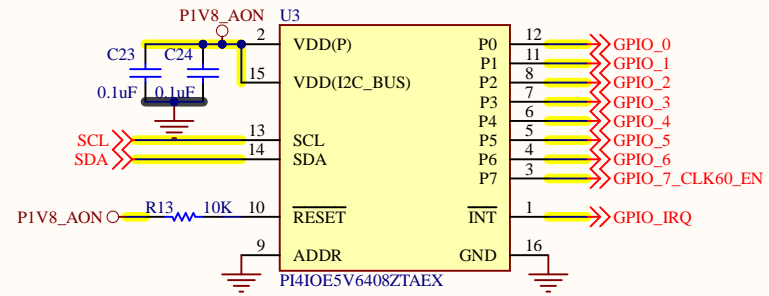 P1V8_AON
U3
C23
C24
0.1uF
0.1uF
2
VDD(P)
15
VDD(I2C_BUS)
SCL
13
SCL
SDA
14
SDA
P1V8_AON
R13
10K
10
RESET
9
ADDR
P0
12
GPIO_0
P1
11
GPIO_1
P2
8
GPIO_2
P3
7
GPIO_3
P4
6
GPIO_4
P5
5
GPIO_5
P6
4
GPIO_6
P7
3
GPIO_7_CLK60_EN
INT
1
GPIO_IRQ
GND
16
PI4IOE5V6408ZTAEX